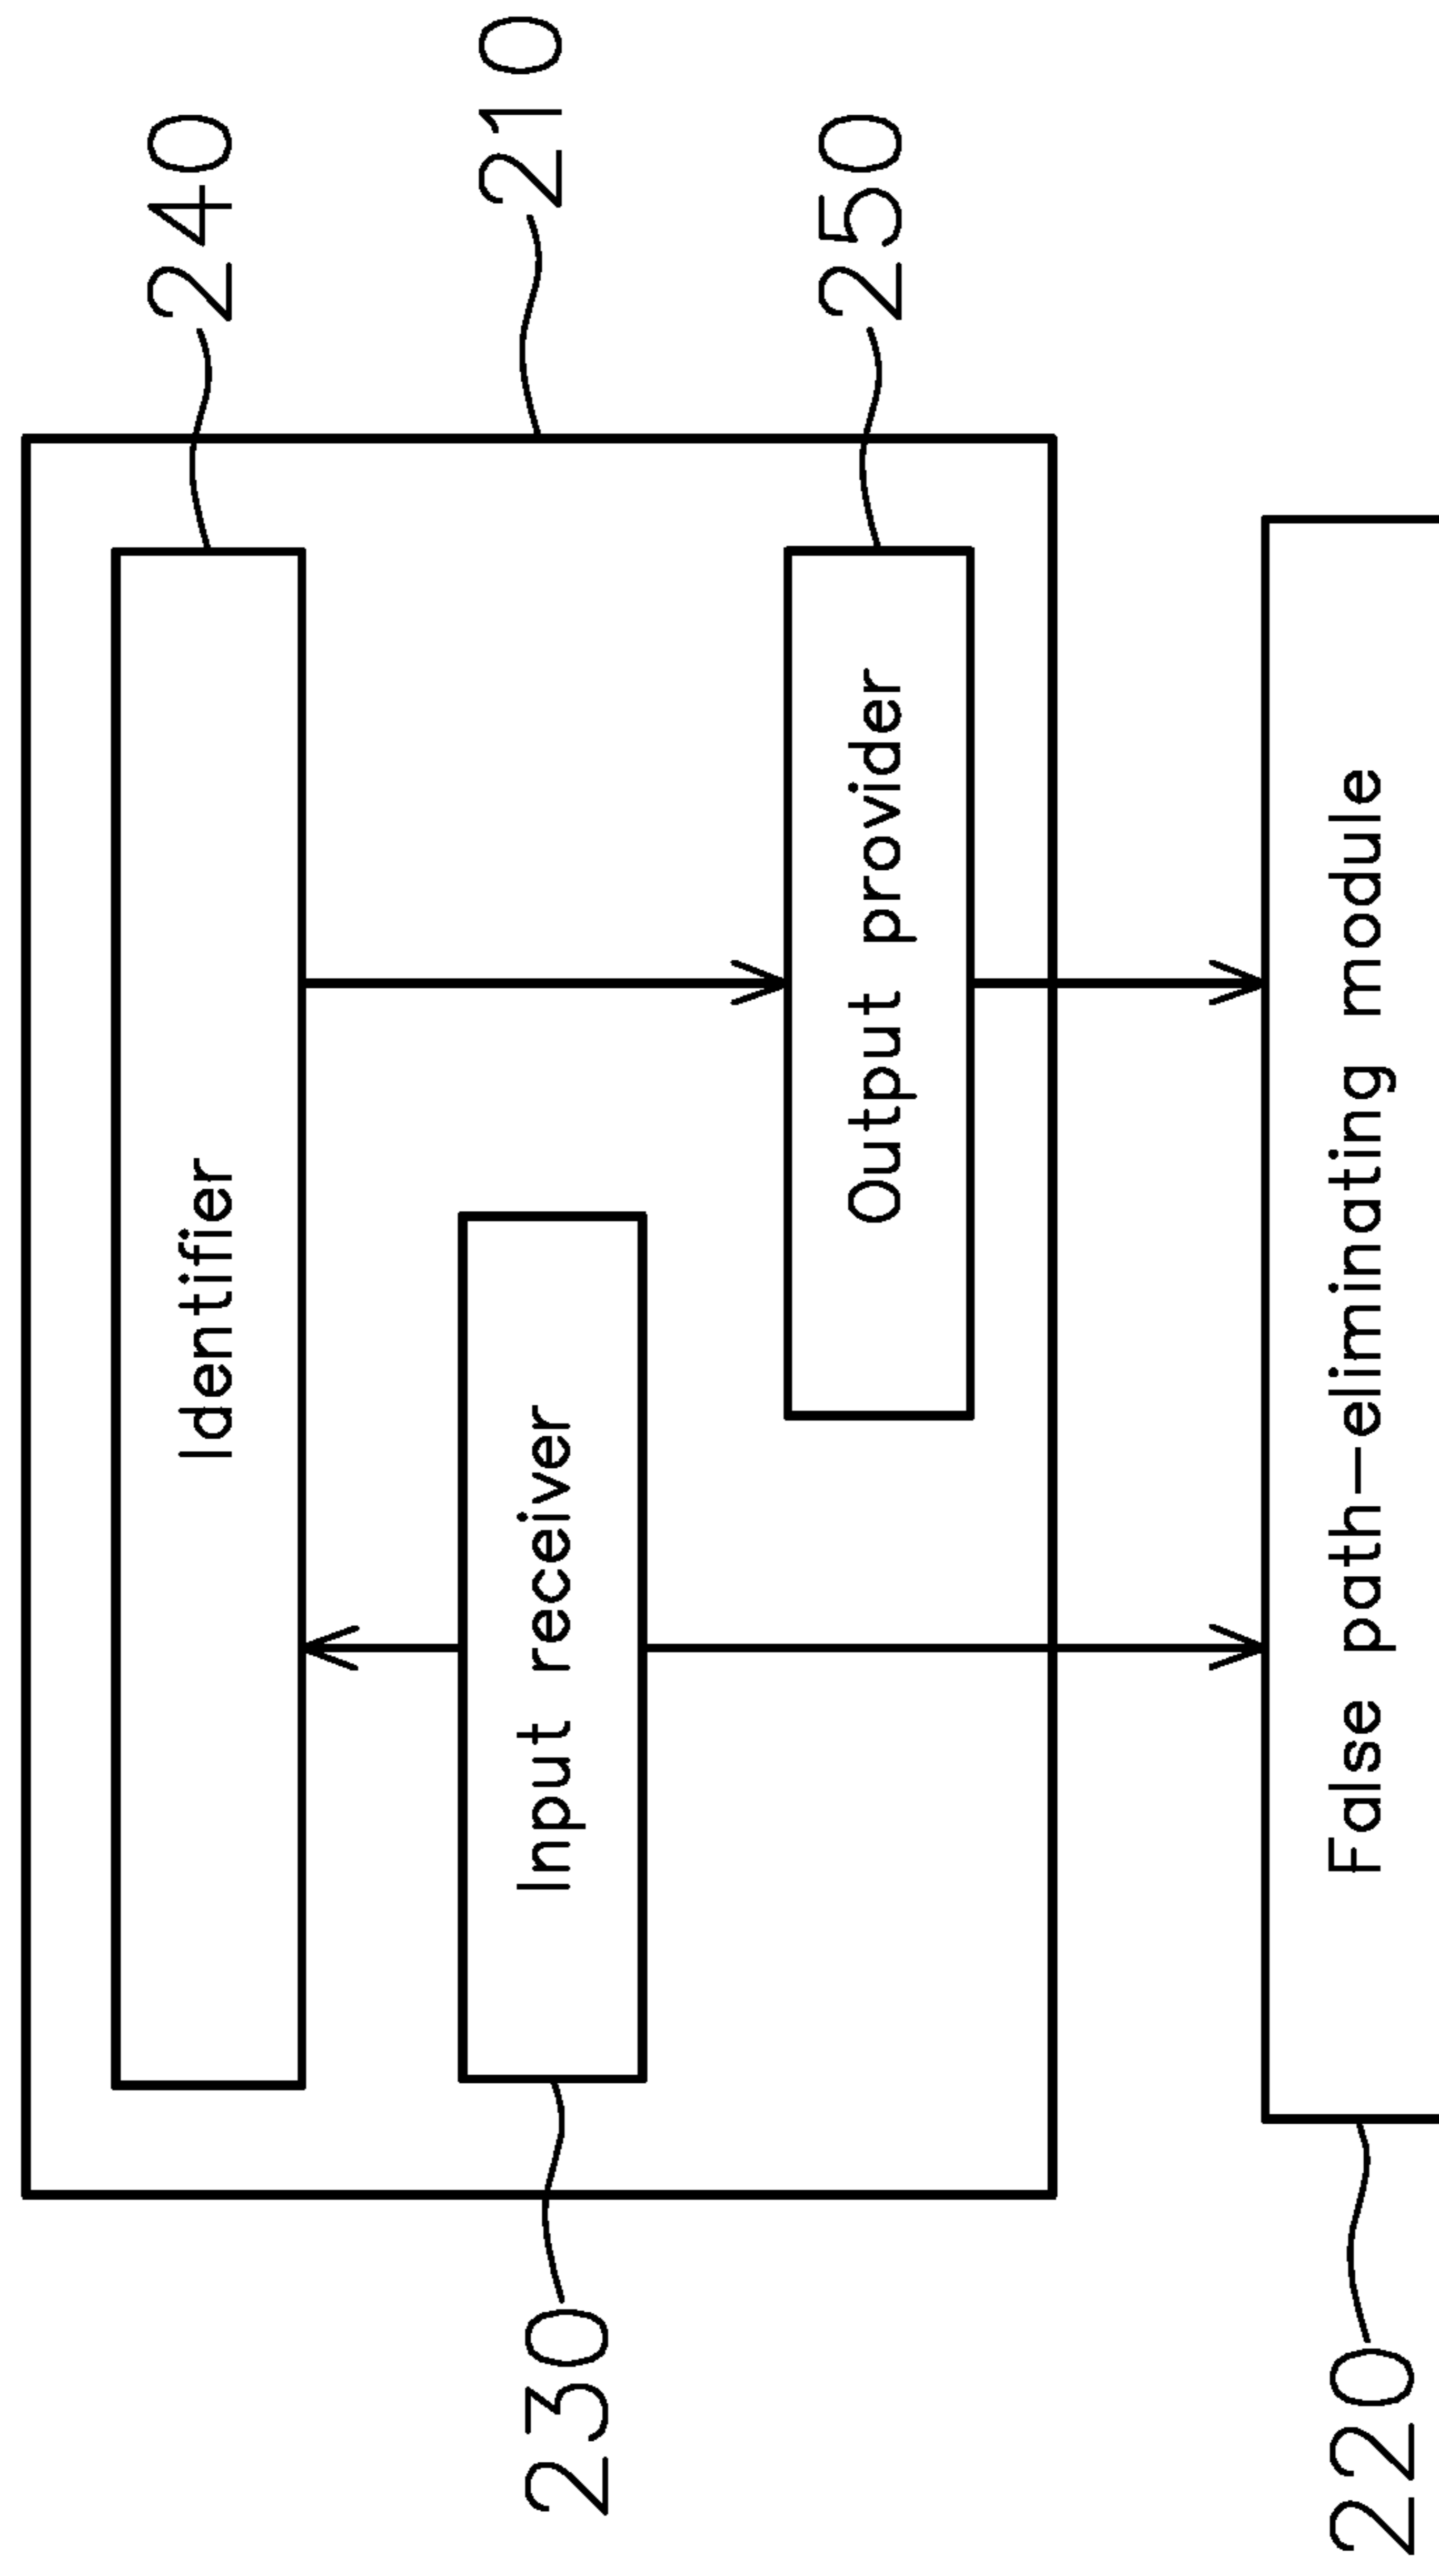 240
210
250
Identifier
Input receiver
Output provider
False path-eliminating module
230
220